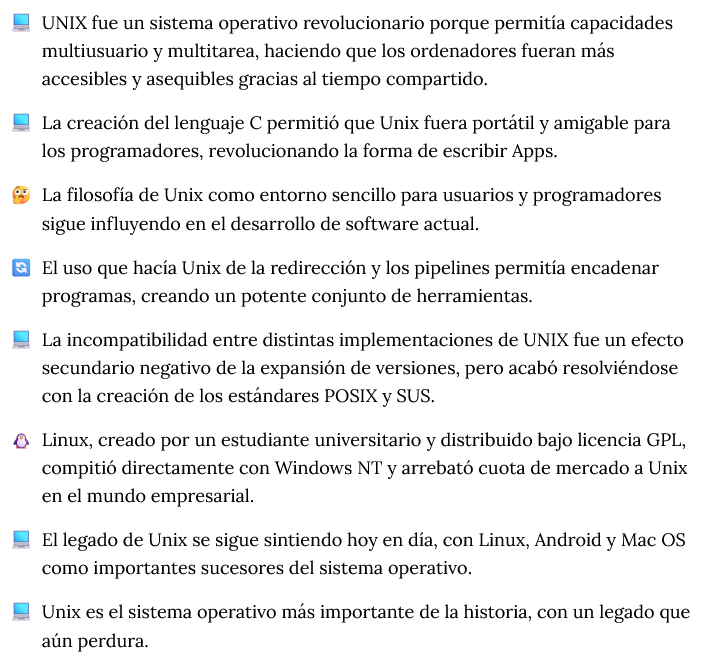 UNIX fue un sistema operativo revolucionario porque permitía capacidades
multiusuario y multitarea, haciendo que los ordenadores fueran más
accesibles y asequibles gracias al tiempo compartido.
La creación del lenguaje C permitió que Unix fuera portátil y amigable para
los programadores, revolucionando la forma de escribir Apps.
La filosofía de Unix como entorno sencillo para usuarios y programadores
sigue influyendo en el desarrollo de software actual.
El uso que hacía Unix de la redirección y los pipelines permitía encadenar
programas, creando un potente conjunto de herramientas.
La incompatibilidad entre distintas implementaciones de UNIX fue un efecto
secundario negativo de la expansión de versiones, pero acabó resolviéndose
con la creación de los estándares POSIX y SUS.
Linux, creado por un estudiante universitario y distribuido bajo licencia GPL,
compitió directamente con Windows NT y arrebató cuota de mercado a Unix
en el mundo empresarial.
El legado de Unix se sigue sintiendo hoy en día, con Linux, Android y Mac OS
como importantes sucesores del sistema operativo.
Unix es el sistema operativo más importante de la historia, con un legado que
aún perdura.